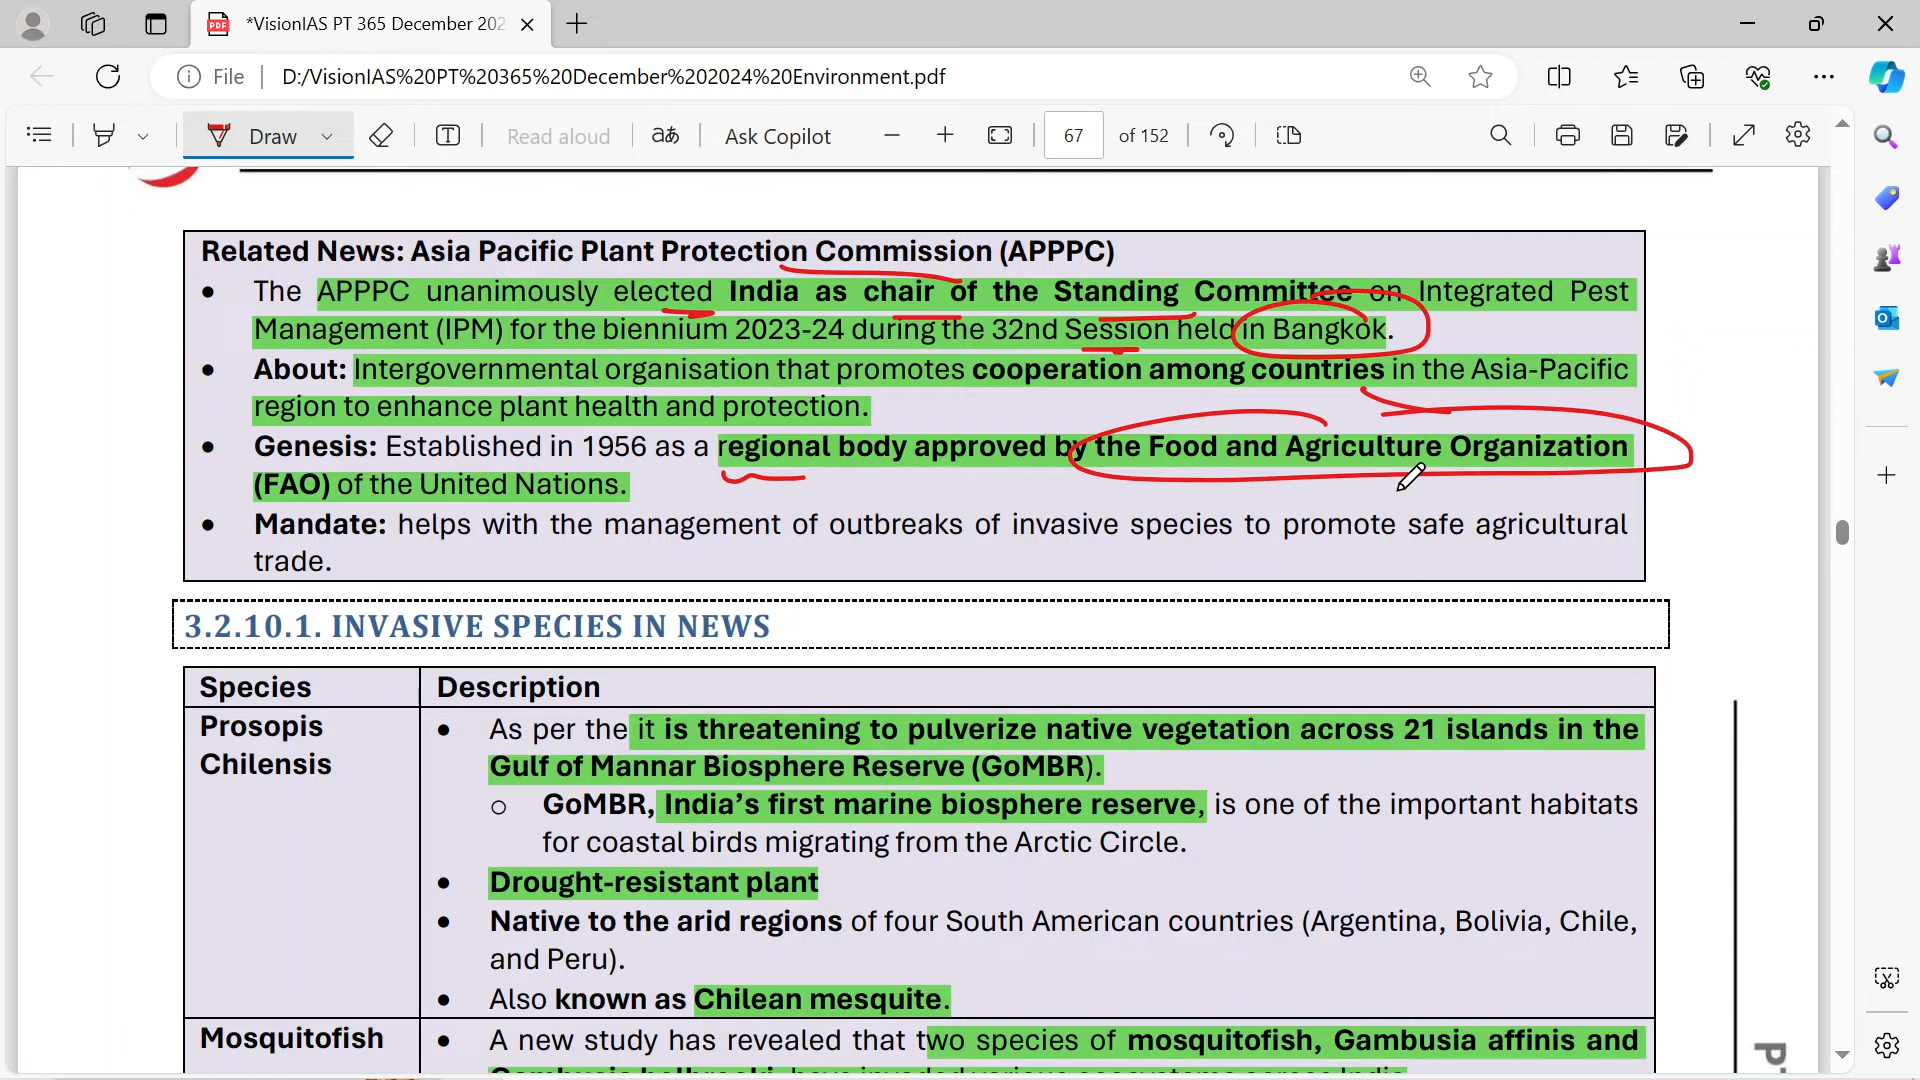 *VisionIAS PT 365 December 202
File
D:/VisionIAS%20PT%20365%20December%202024%20Environment.pdf
Draw
Read aloud
Ask Copilot
67
of 152
Related News: Asia Pacific Plant Protection Commission (APPPC)
• The APPPC unanimously elected India as chair of the Standing Committee on Integrated Pest
Management (IPM) for the biennium 2023-24 during the 32nd Session held in Bangkok.
• About: Intergovernmental organisation that promotes cooperation among countries in the Asia-Pacific
region to enhance plant health and protection.
• Genesis: Established in 1956 as a regional body approved by the Food and Agriculture Organization
(FAO) of the United Nations.
• Mandate: helps with the management of outbreaks of invasive species to promote safe agricultural
trade.
3.2.10.1. INVASIVE SPECIES IN NEWS
Species Description
Prosopis
Chilensis
• As per the it is threatening to pulverize native vegetation across 21 islands in the
Gulf of Mannar Biosphere Reserve (GoMBR).
o GoMBR, India's first marine biosphere reserve, is one of the important habitats
for coastal birds migrating from the Arctic Circle.
• Drought-resistant plant
• Native to the arid regions of four South American countries (Argentina, Bolivia, Chile,
and Peru).
• Also known as Chilean mesquite.
Mosquitofish
• A new study has revealed that two species of mosquitofish, Gambusia affinis and
P